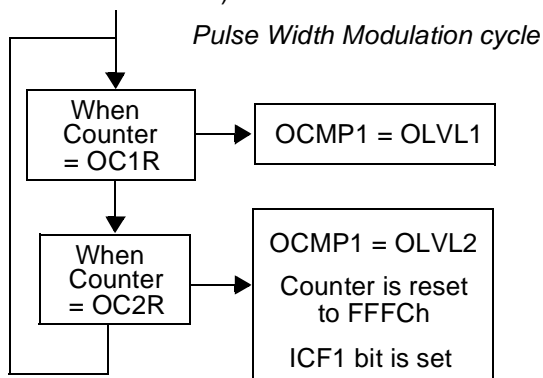 Pulse Width Modulation cycle
When
Counter
= OC1R
OCMP1 = OLVL1
When
Counter
= OC2R
OCMP1 = OLVL2
Counter is reset
to FFFCh
ICF1 bit is set